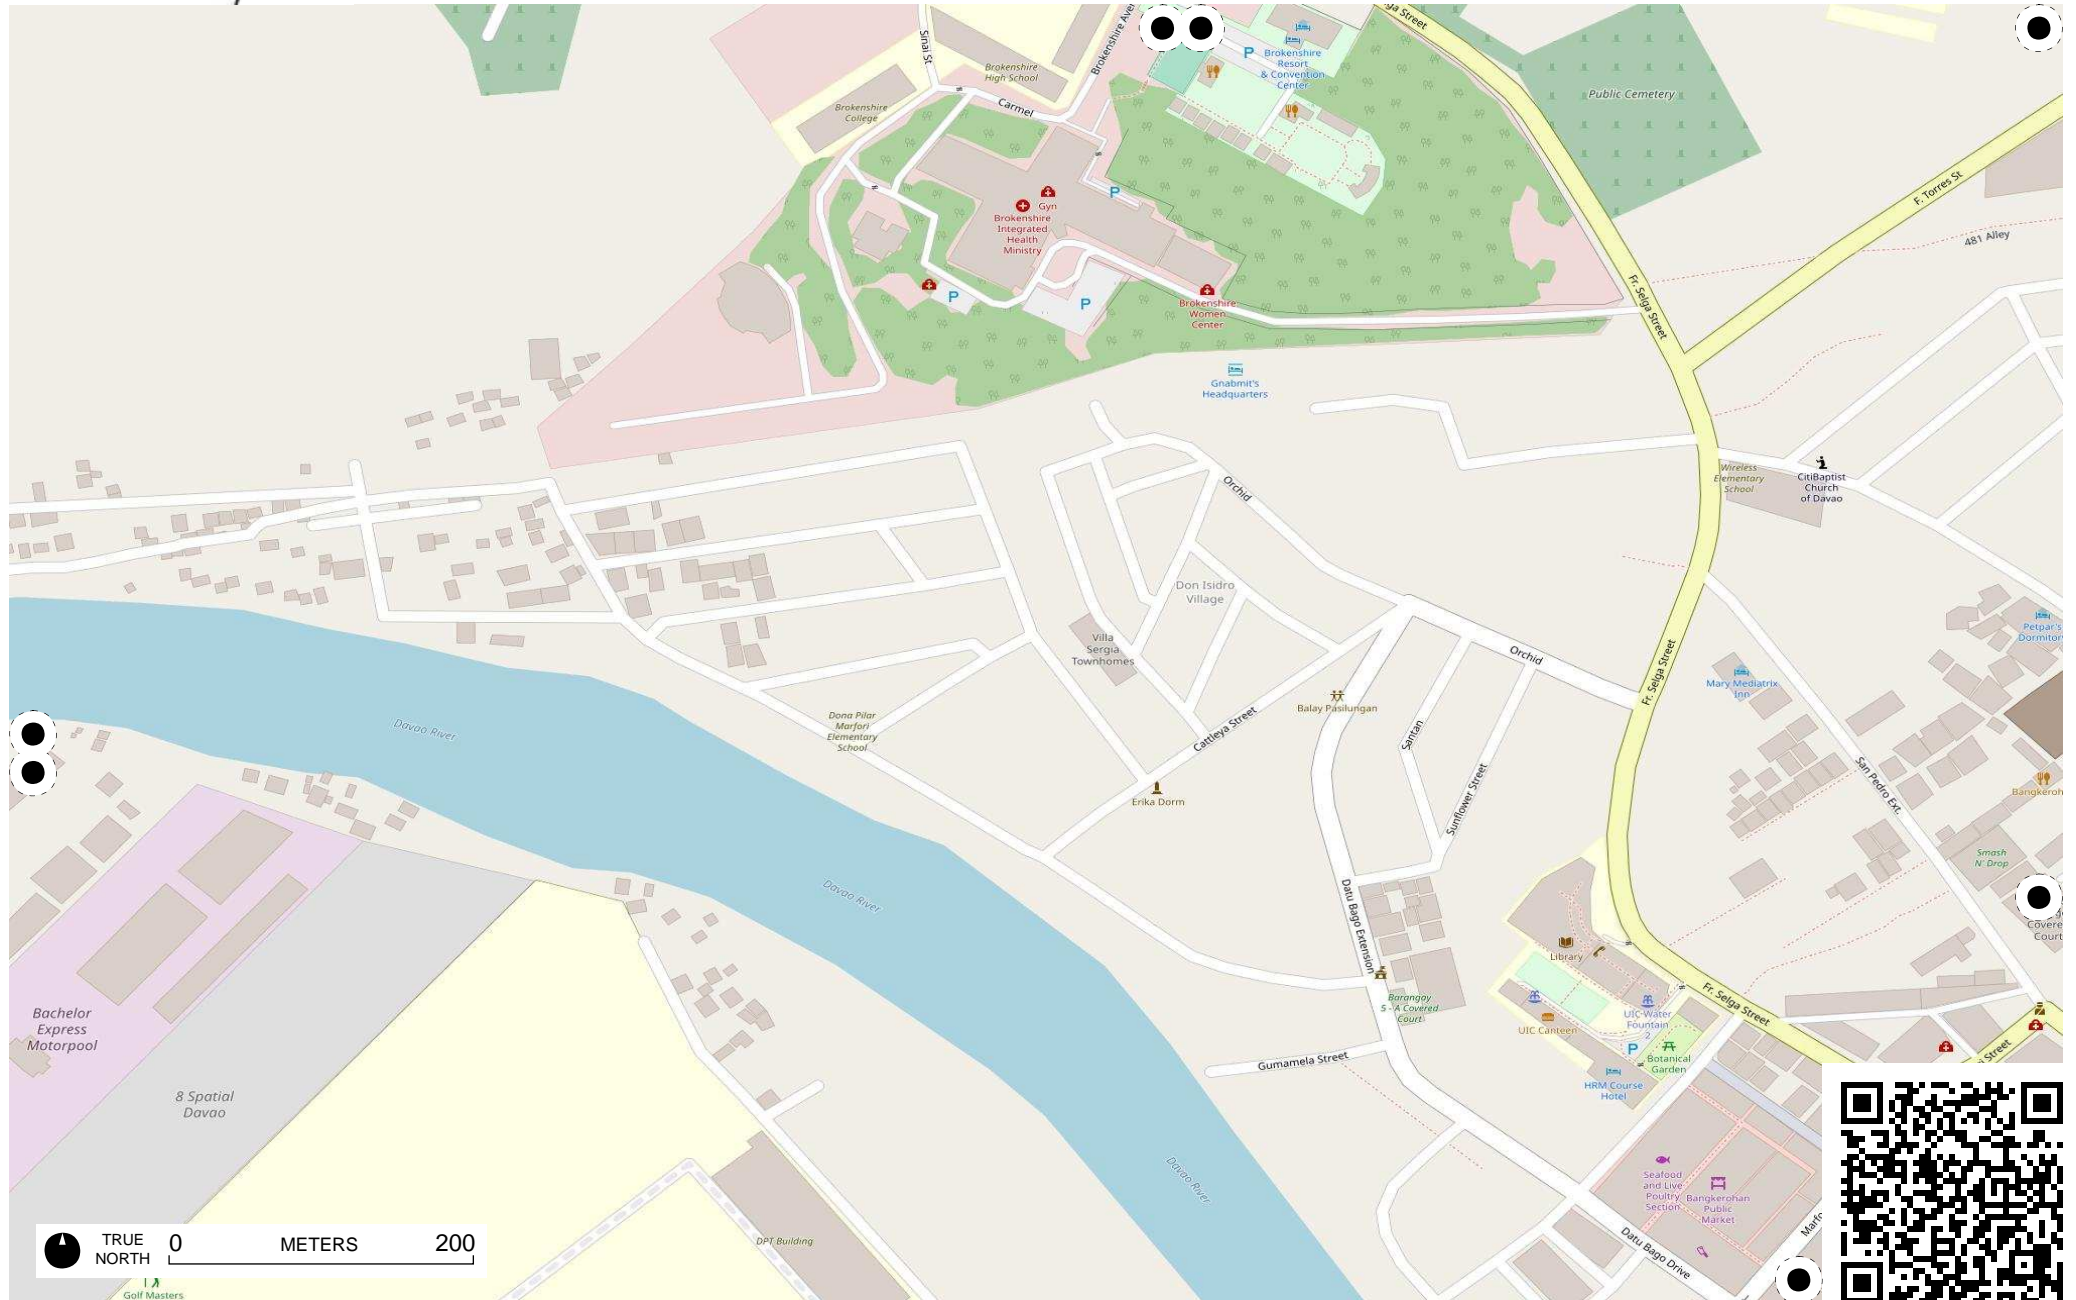 Selga Street
Sinai St
Brokenshire
High School
Brokenshire
College
Carmel
P
Brokenshire
Resort
& Convention
Center
Public Cemetery
F. Torres St
481 Alley
P
Gyn
Brokenshire
Integrated
Health
Ministry
P
P
Brokenshire
Women
Center
Fr. Selga Street
Gnabmit's
Headquarters
Wireless
Elementary
School
CitiBaptist
Church
of Davao
Orchid
Don Isidro
Village
Villa
Sergia
Townhomes
Orchid
Fr. Selga Street
Petpar's
Mary Mediatrix
Inn
Balay Pasilungan
Cattleya Street
Santan
Dona Pilar
Marfori
Elementary
School
Davao River
Erika Dorm
Sunflower Street
San Pedro Ext.
Smash
N' Drop
Covere
Court
Davao River
Datu Bago Extension
Library
Barangay
5 - A Covered
Court
UIC Canteen
UIC Water
Fountain
2
Fr. Selga Street
P
Botanical
Garden
HRM Course
Hotel
Street
Gumamela Street
Bachelor
Express
Motorpool
8 Spatial
Davao
Davao River
Seafood
and Live
Poultry
Section
Bangkerohan
Public
Market
Datu Bago Drive
DPT Building
TRUE
NORTH
0 METERS 200
Golf Masters